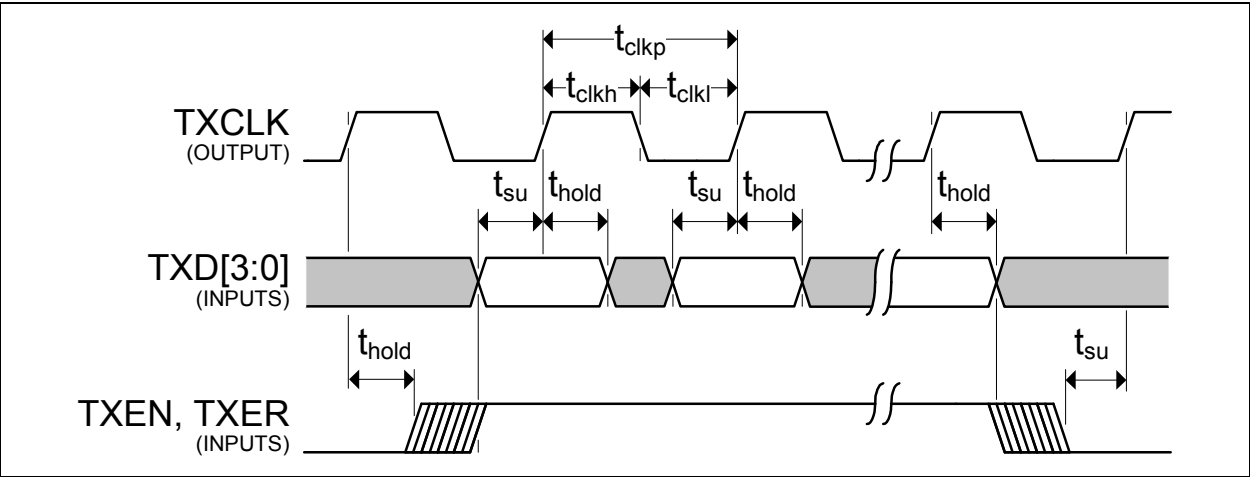 tclkp
tclkh tclkl
TXCLK
(OUTPUT)
tsu thold tsu thold thold
TXD[3:0]
(INPUTS)
thold tsu
TXEN, TXER
(INPUTS)